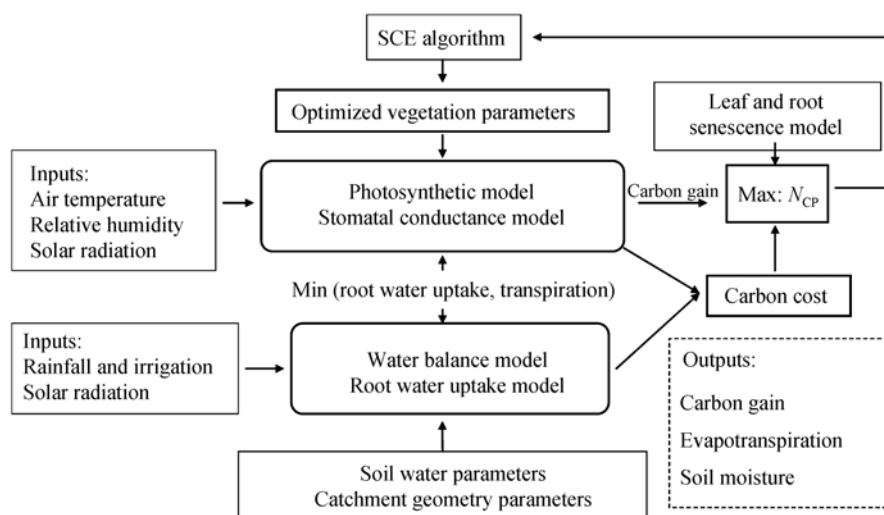 SCE algorithm
Optimized vegetation parameters
Leaf and root
senescence model
Inputs:
Air temperature
Relative humidity
Solar radiation
Photosynthetic model
Stomatal conductance model
Carbon gain
Max: N_CP
Min (root water uptake, transpiration)
Carbon cost
Inputs:
Rainfall and irrigation
Solar radiation
Water balance model
Root water uptake model
Outputs:
Carbon gain
Evapotranspiration
Soil moisture
Soil water parameters
Catchment geometry parameters